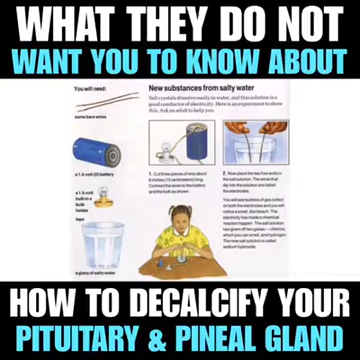 WHAT THEY DO NOT
WANT YOU TO KNOW ABOUT
You will need:
some bare wires
a 1.5-volt (D) battery
a 1.5-volt
bulb in a
bulb
holder
tape
a glass of salty water
New substances from salty water
Salt crystals dissolve easily in water, and this solution is a
good conductor of electricity. Here is an experiment to show
this. Ask an adult to help you.
1. Cut three pieces of wire about
6 inches (15 centimeters) long.
Connect the wires to the battery
and the bulb as shown.
2. Now place the two free ends in
the salt solution. The wires that
dip into the solution are called
the electrodes.
You will see bubbles of gas collect
on both the electrodes and you will
notice a smell, like bleach. The
electricity has made a chemical
reaction happen. The salt solution
has given off two gases—chlorine,
which you can smell, and hydrogen.
The new salt solution is called
sodium hydroxide.
HOW TO DECALCIFY YOUR
PITUITARY & PINEAL GLAND